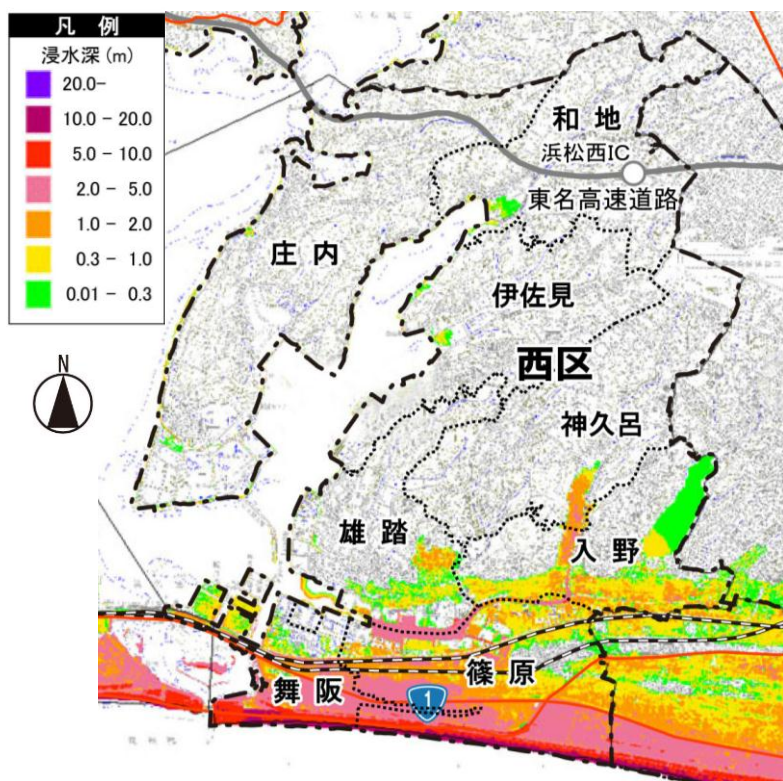 凡 例
浸水深 (m)
20.0-
10.0 - 20.0
5.0 - 10.0
2.0 - 5.0
1.0 - 2.0
0.3 - 1.0
0.01 - 0.3
N
和 地
浜松西IC
東名高速道路
庄 内
伊佐見
西区
神久呂
雄 踏
入 野
篠 原
舞 阪
1